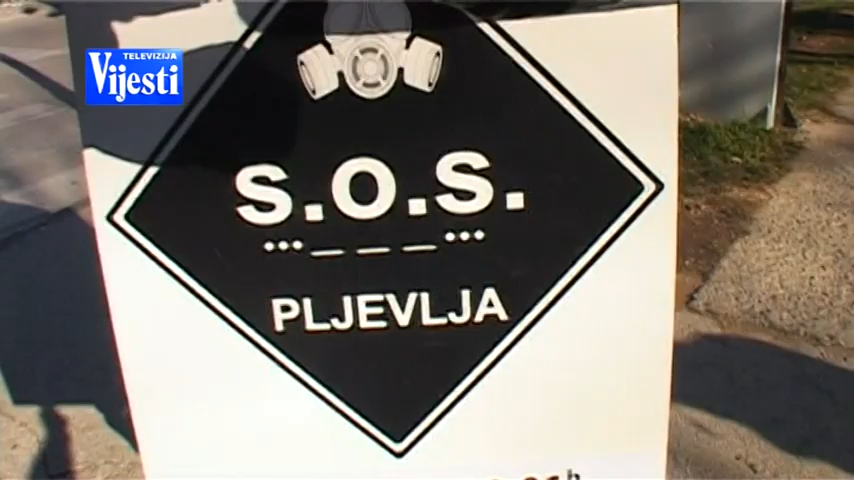 TELEVIZIJA
Vijesti
S.O.S.
•••_ _ _•••
PLJEVLJA